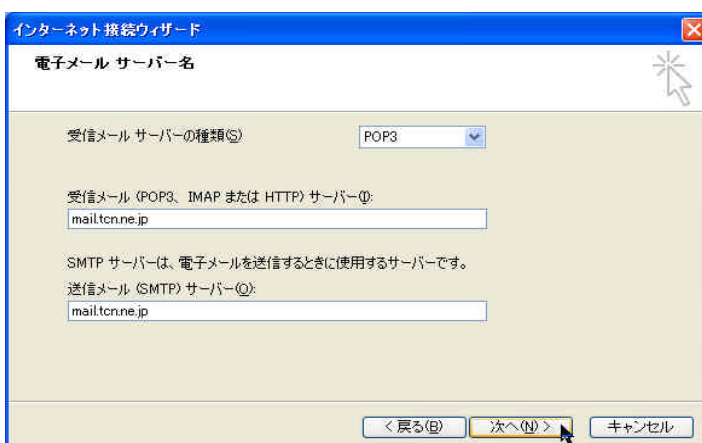 インターネット接続ウィザード
電子メール サーバー名
受信メール サーバーの種類(S) POP3
受信メール (POP3、IMAP または HTTP) サーバー(I):
mail.tcn.ne.jp
SMTP サーバーは、電子メールを送信するときに使用するサーバーです。
送信メール (SMTP) サーバー(O):
mail.tcn.ne.jp
< 戻る(B) 次へ(N) > キャンセル